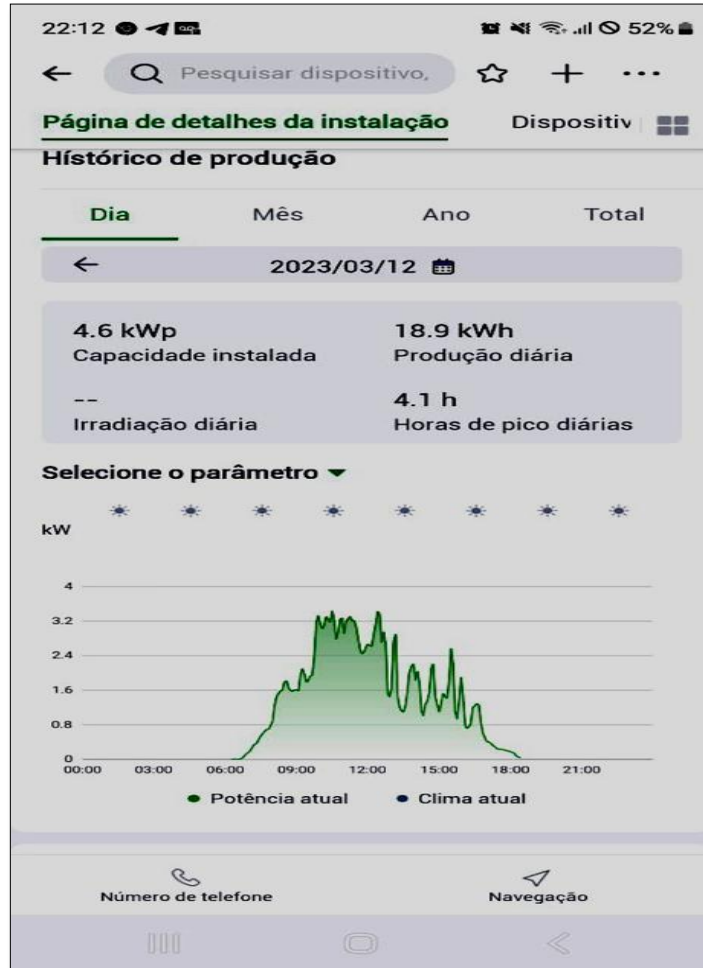 22:12 52%
Pesquisar dispositivo,
Página de detalhes da instalação Dispositiv
Hístórico de produção
Dia Mês Ano Total
2023/03/12
4.6 kWp 18.9 kWh
Capacidade instalada Produção diária
-- 4.1 h
Irradiação diária Horas de pico diárias
Selecione o parâmetro
kW
4
3.2
2.4
1.6
0.8
0
00:00 03:00 06:00 09:00 12:00 15:00 18:00 21:00
Potência atual Clima atual
Número de telefone Navegação